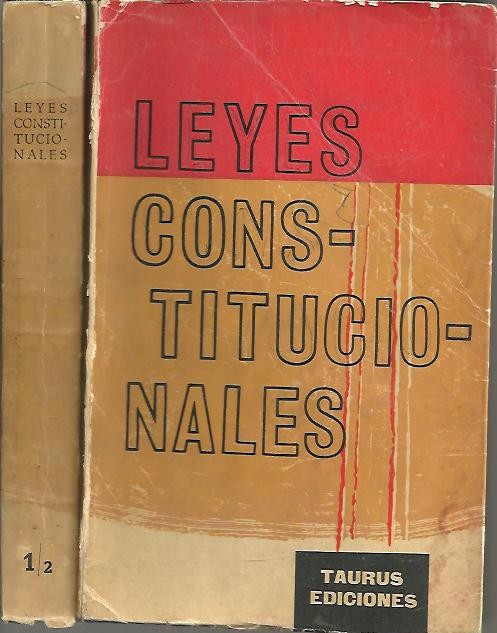 LEYES
CONSTI-
TUCIO-
NALES
1/2
LEYES
CONS-
TITUCIO-
NALES
TAURUS
EDICIONES